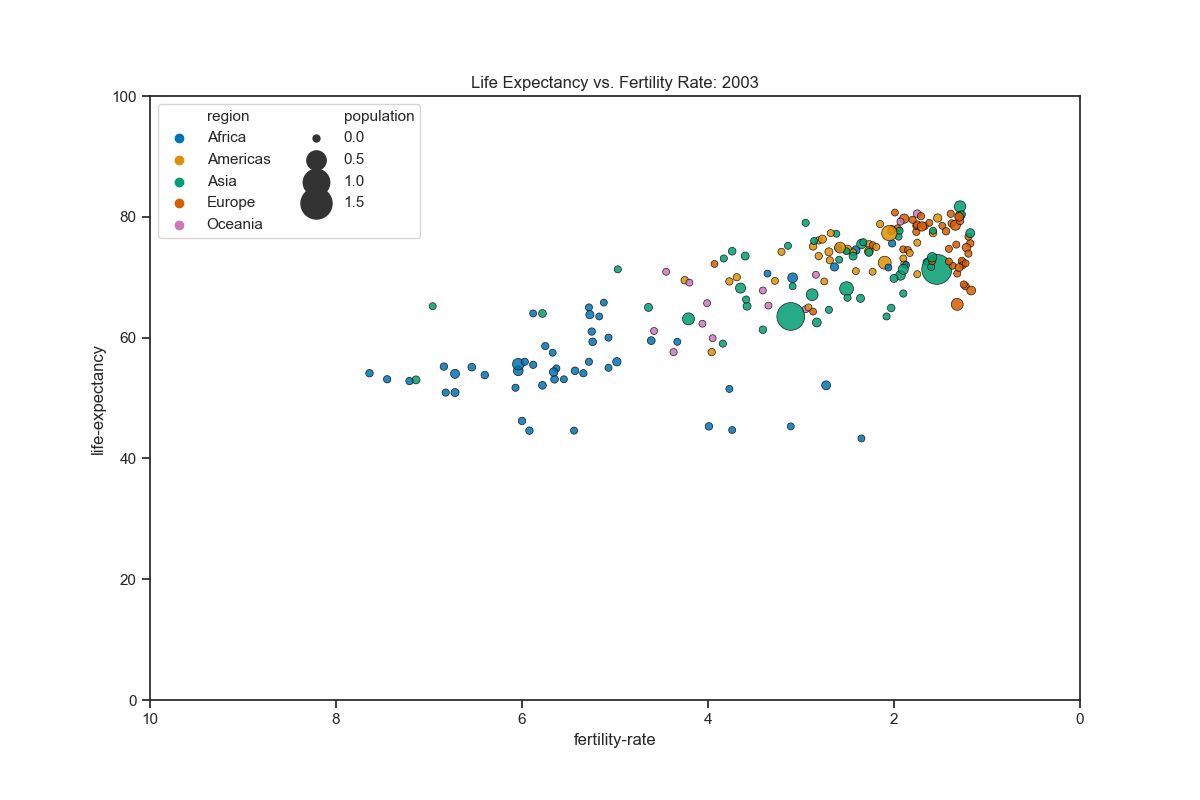 Life Expectancy vs. Fertility Rate: 2003
100
80
60
40
20
0
life-expectancy
region
Africa
Americas
Asia
Europe
Oceania
population
0.0
0.5
1.0
1.5
10
8
6
4
2
0
fertility-rate